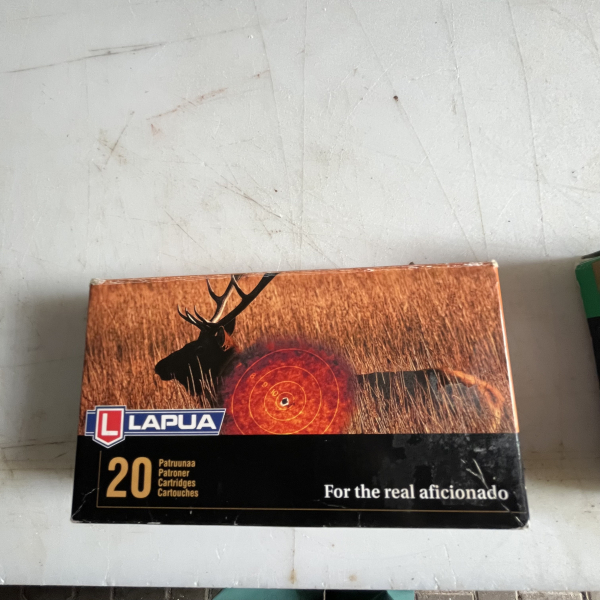 L LAPUA
20
Patruunaa
Patroner
Cartridges
Cartouches
For the real aficionado